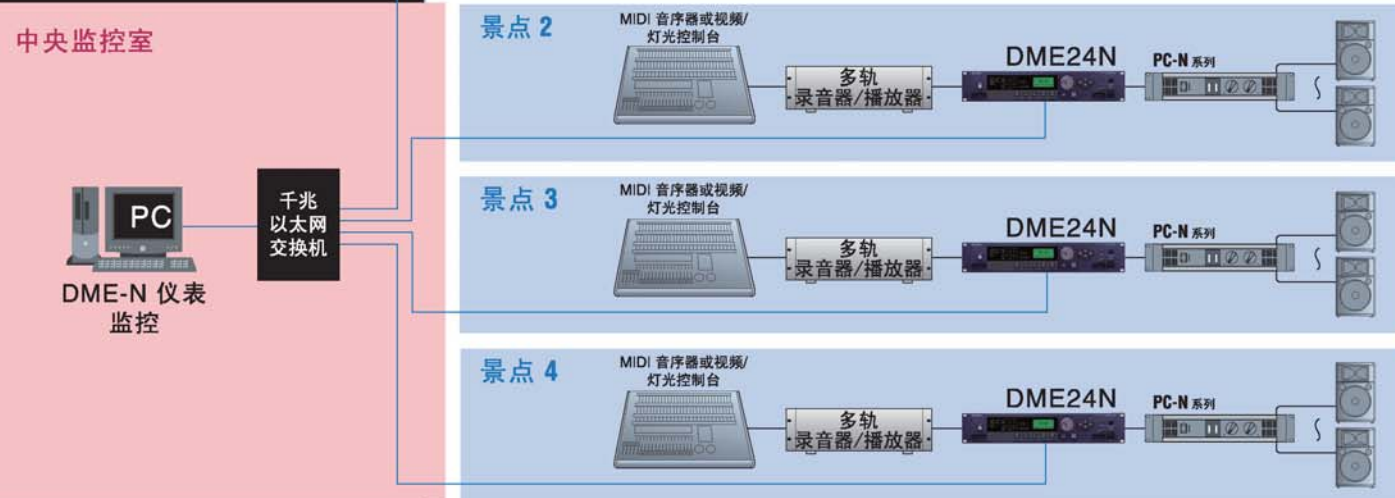 中央监控室
PC
DME-N 仪表
监控
千兆
以太网
交换机
景点 2
MIDI 音序器或视频/
灯光控制台
多轨
录音器/播放器
DME24N
PC-N 系列
景点 3
MIDI 音序器或视频/
灯光控制台
多轨
录音器/播放器
DME24N
PC-N 系列
景点 4
MIDI 音序器或视频/
灯光控制台
多轨
录音器/播放器
DME24N
PC-N 系列